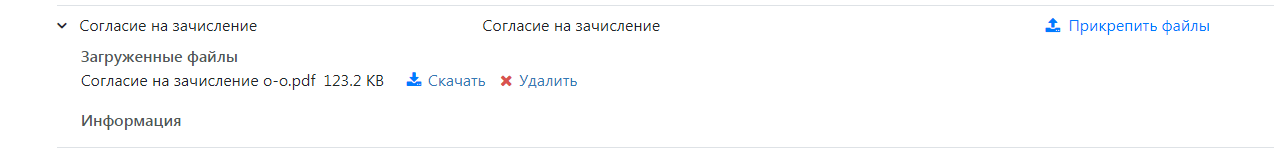 Согласие на зачисление Согласие на зачисление Прикрепить файлы
Загруженные файлы
Согласие на зачисление о-о.pdf 123.2 KB Скачать Удалить
Информация